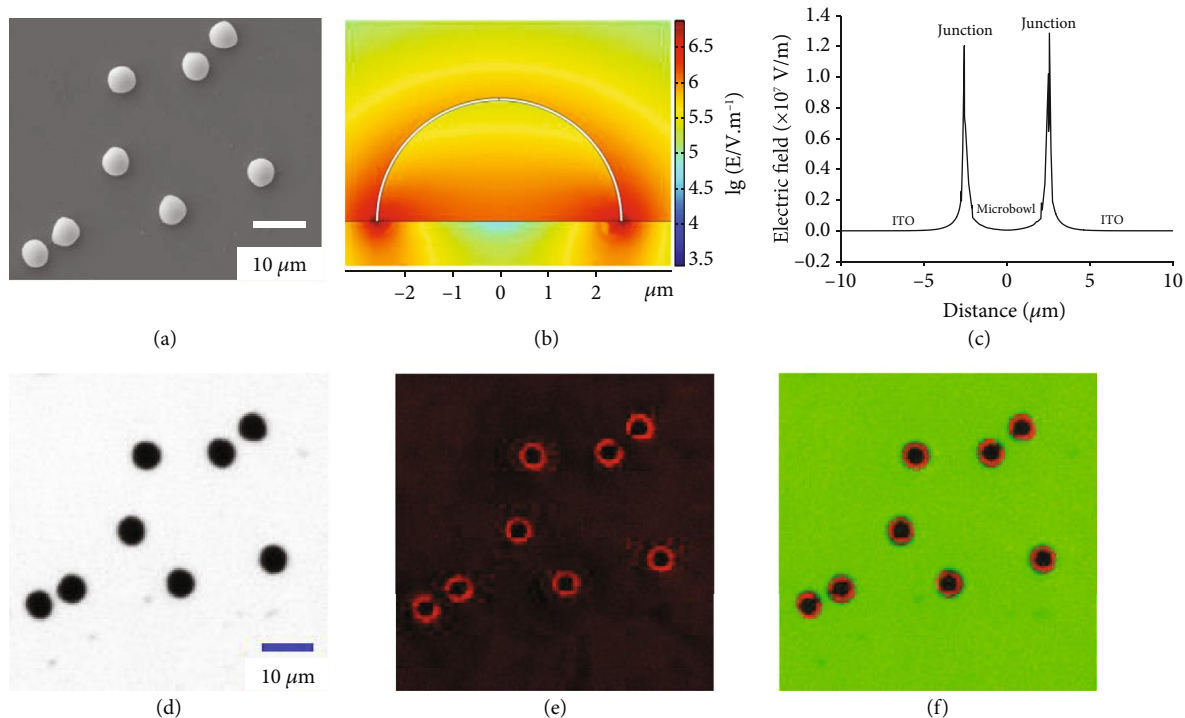 10 μm
(a)
6.5
6
5.5
5
4.5
4
3.5
lg (E/V.m⁻¹)
−2
−1
0
1
2
μm
(b)
1.4
1.2
1.0
0.8
0.6
0.4
0.2
0.0
−0.2
Electric field (×10⁷ V/m)
Junction
Junction
ITO
Microbowl
ITO
−10
−5
0
5
10
Distance (μm)
(c)
10 μm
(d)
(e)
(f)